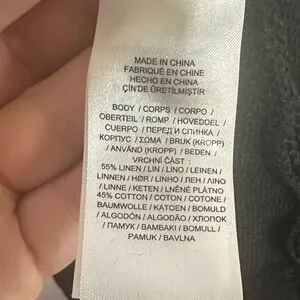 MADE IN CHINA
FABRIQUÉ EN CHINE
HECHO EN CHINA
ÇİN'DE ÜRETİLMİŞTİR
BODY / CORPS / CORPO /
OBERTEIL / ROMP / HOVEDDEL /
CUERPO / ПЕРЕД И СПИНКА /
КОРПУС / ΣΩΜΑ / BRUK (KROPP)
/ ANVÄND (KROPP) / BEDEN /
VRCHNÍ ČÁST :
55% LINEN / LIN / LINO / LEINEN /
LINNEN / HØR / LINHO / ЛЕН / ΛΙΝΟ
/ LINNE / KETEN / LNĚNÉ PLÁTNO
45% COTTON / COTON / COTONE /
BAUMWOLLE / KATOEN / BOMULD
/ ALGODÓN / ALGODÃO / ХЛОПОК
/ ΠΑΜΥΚ / BAMBAKI / BOMULL /
PAMUK / BAVLNA